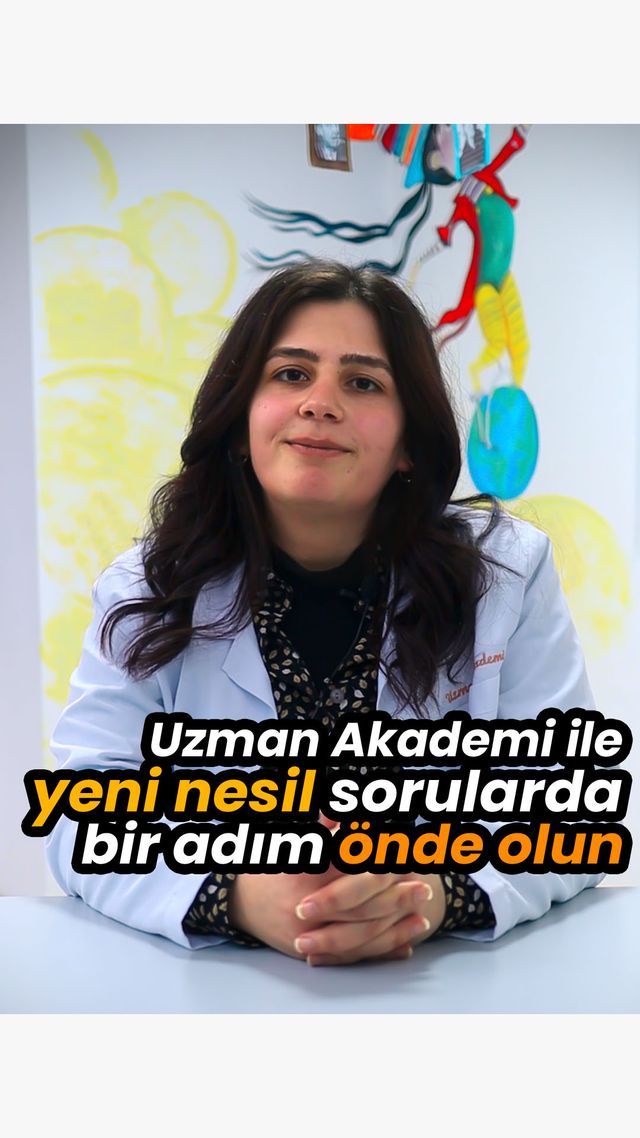 Uzman Akademi ile
yeni nesil sorularda
bir adım önde olun